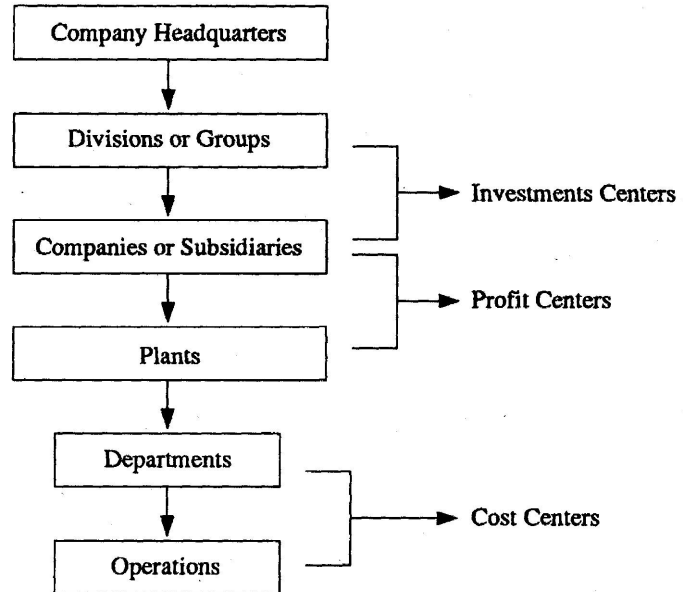 Company Headquarters
Divisions or Groups
Investments Centers
Companies or Subsidiaries
Profit Centers
Plants
Departments
Cost Centers
Operations